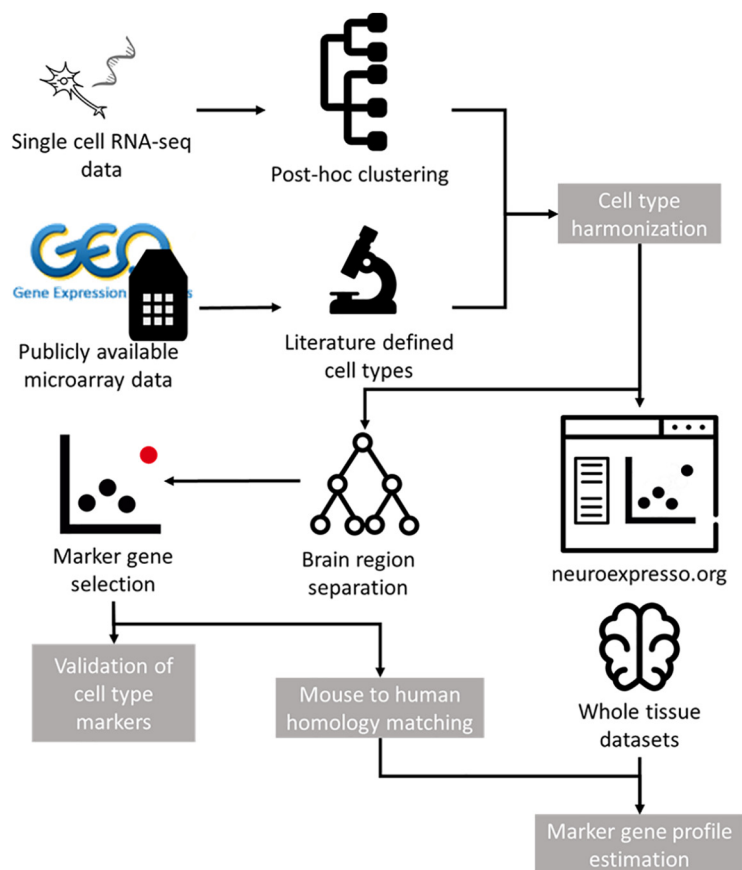 Single cell RNA-seq
data
Post-hoc clustering
Cell type
harmonization
GEO
Gene Expression
Publicly available
microarray data
Literature defined
cell types
Marker gene
selection
Brain region
separation
neuroexpresso.org
Validation of
cell type
markers
Mouse to human
homology matching
Whole tissue
datasets
Marker gene profile
estimation